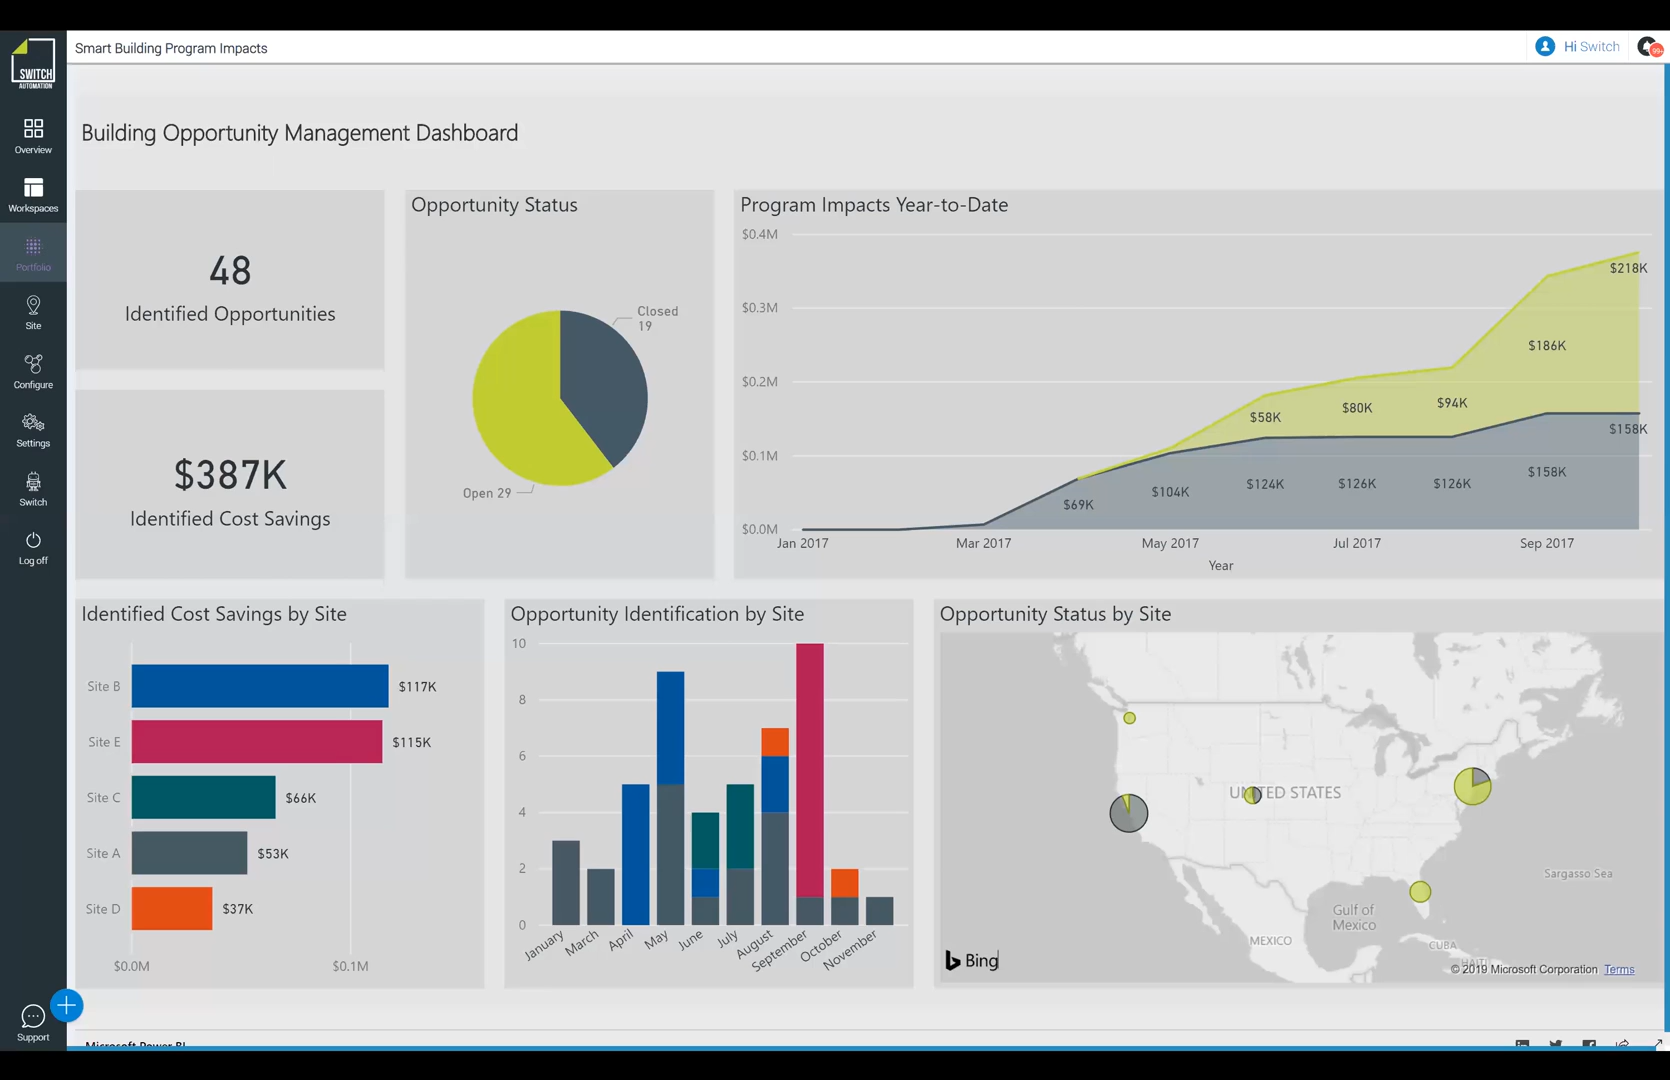 SWITCH
AUTOMATION
Smart Building Program Impacts
Hi Switch
99+
Overview
Workspaces
Portfolio
Site
Configure
Settings
Switch
Log off
Support
Building Opportunity Management Dashboard
48
Identified Opportunities
$387K
Identified Cost Savings
Opportunity Status
Closed
19
Open 29
Program Impacts Year-to-Date
$0.4M
$0.3M
$0.2M
$0.1M
$0.0M
$218K
$186K
$94K
$80K
$58K
$158K
$158K
$126K
$126K
$124K
$104K
$69K
Jan 2017
Mar 2017
May 2017
Jul 2017
Sep 2017
Year
Identified Cost Savings by Site
Site B
$117K
Site E
$115K
Site C
$66K
Site A
$53K
Site D
$37K
$0.0M
$0.1M
Opportunity Identification by Site
10
8
6
4
2
0
January
March
April
May
June
July
August
September
October
November
Opportunity Status by Site
UNITED STATES
Sargasso Sea
Gulf of
Mexico
MEXICO
CUBA
HAITI
Bing
© 2019 Microsoft Corporation Terms
Microsoft Power BI